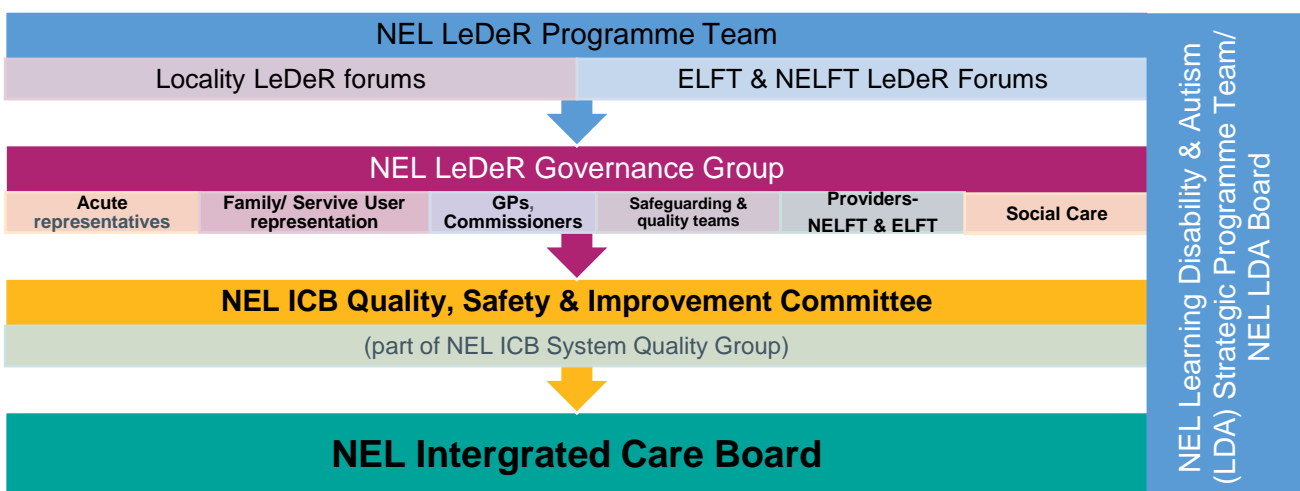 NEL LeDeR Programme Team
Locality LeDeR forums
ELFT & NELFT LeDeR Forums
NEL LeDeR Governance Group
Acute
representatives
Family/ Servive User
representation
GPs,
Commissioners
Safeguarding &
quality teams
Providers-
NELFT & ELFT
Social Care
NEL ICB Quality, Safety & Improvement Committee
(part of NEL ICB System Quality Group)
NEL Intergrated Care Board
NEL Learning Disability & Autism
(LDA) Strategic Programme Team/
NEL LDA Board